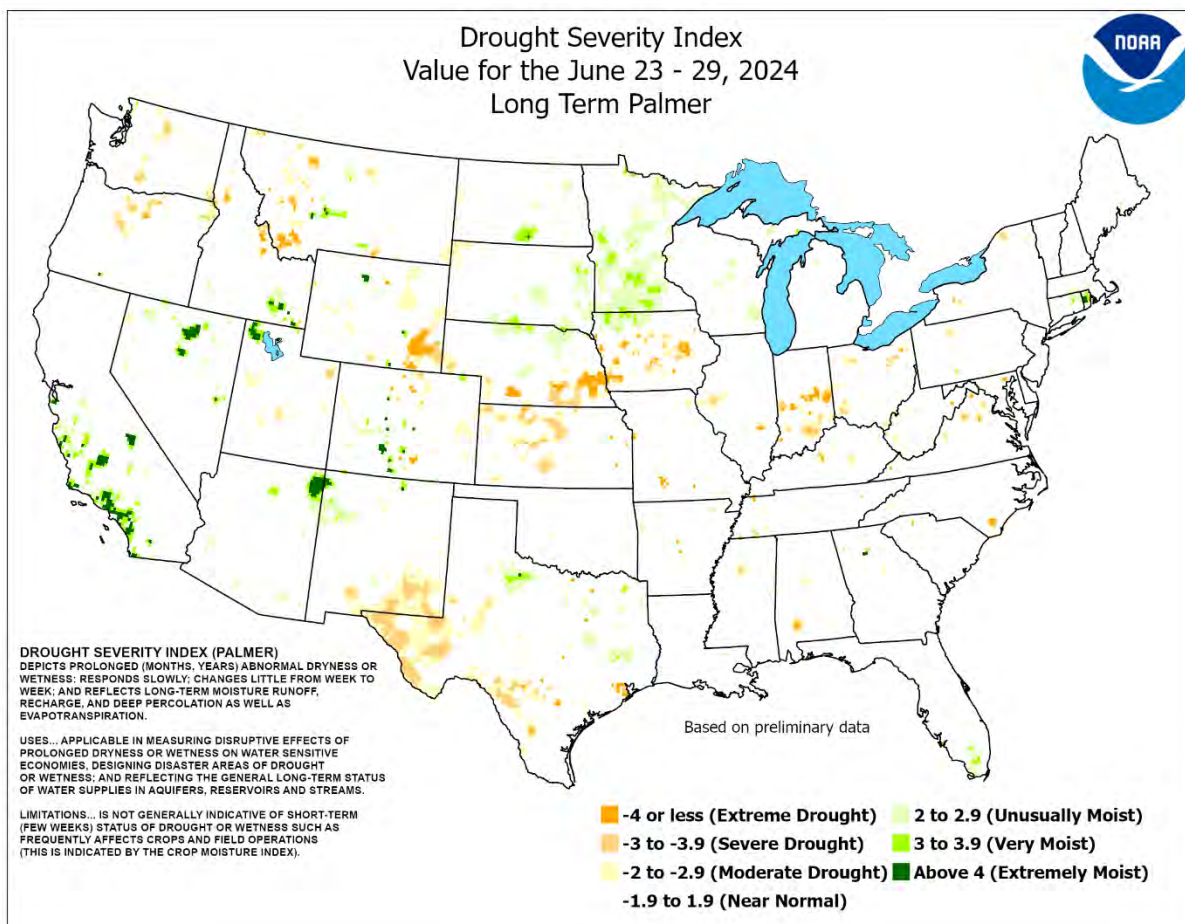 Drought Severity Index
Value for the June 23 - 29, 2024
Long Term Palmer
NOAA
DROUGHT SEVERITY INDEX (PALMER)
DEPICTS PROLONGED (MONTHS, YEARS) ABNORMAL DRYNESS OR
WETNESS: RESPONDS SLOWLY; CHANGES LITTLE FROM WEEK TO
WEEK; AND REFLECTS LONG-TERM MOISTURE RUNOFF,
RECHARGE, AND DEEP PERCOLATION AS WELL AS
EVAPOTRANSPIRATION.
USES... APPLICABLE IN MEASURING DISRUPTIVE EFFECTS OF
PROLONGED DRYNESS OR WETNESS ON WATER SENSITIVE
ECONOMIES, DESIGNING DISASTER AREAS OF DROUGHT
OR WETNESS; AND REFLECTING THE GENERAL LONG-TERM STATUS
OF WATER SUPPLIES IN AQUIFERS, RESERVOIRS AND STREAMS.
LIMITATIONS... IS NOT GENERALLY INDICATIVE OF SHORT-TERM
(FEW WEEKS) STATUS OF DROUGHT OR WETNESS SUCH AS
FREQUENTLY AFFECTS CROPS AND FIELD OPERATIONS
(THIS IS INDICATED BY THE CROP MOISTURE INDEX).
Based on preliminary data
-4 or less (Extreme Drought)
-3 to -3.9 (Severe Drought)
-2 to -2.9 (Moderate Drought)
-1.9 to 1.9 (Near Normal)
2 to 2.9 (Unusually Moist)
3 to 3.9 (Very Moist)
Above 4 (Extremely Moist)